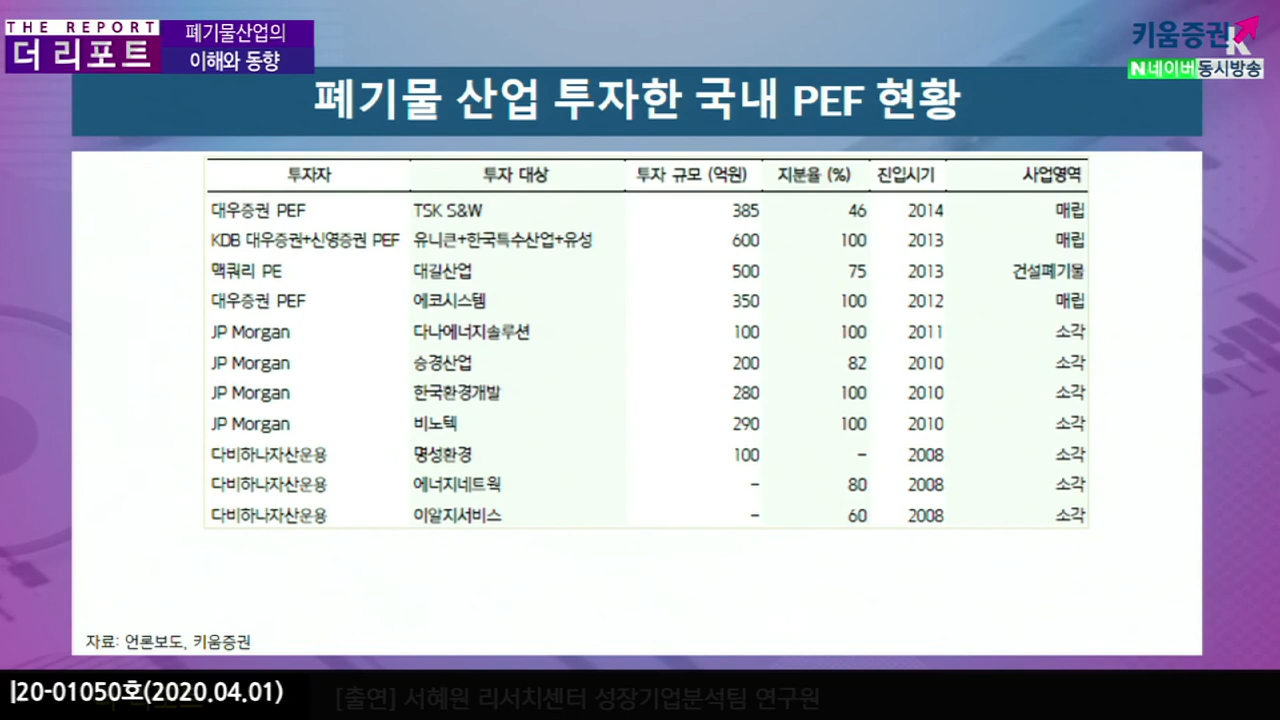 THE REPORT
더 리포트
폐기물산업의
이해와 동향
키움증권
N 네이버 동시방송
폐기물 산업 투자한 국내 PEF 현황
투자자 투자 대상 투자 규모 (억원) 지분율 (%) 진입시기 사업영역
대우증권 PEF TSK S&W 385 46 2014 매립
KDB 대우증권+신영증권 PEF 유니큰+한국특수산업+유성 600 100 2013 매립
맥쿼리 PE 대길산업 500 75 2013 건설폐기물
대우증권 PEF 에코시스템 350 100 2012 매립
JP Morgan 다나에너지솔루션 100 100 2011 소각
JP Morgan 승경산업 200 82 2010 소각
JP Morgan 한국환경개발 280 100 2010 소각
JP Morgan 비노텍 290 100 2010 소각
다비하나자산운용 명성환경 100 - 2008 소각
다비하나자산운용 에너지네트웍 - 80 2008 소각
다비하나자산운용 이알지서비스 - 60 2008 소각
자료: 언론보도, 키움증권
20-01050호(2020.04.01)
[출연] 서혜원 리서치센터 성장기업분석팀 연구원